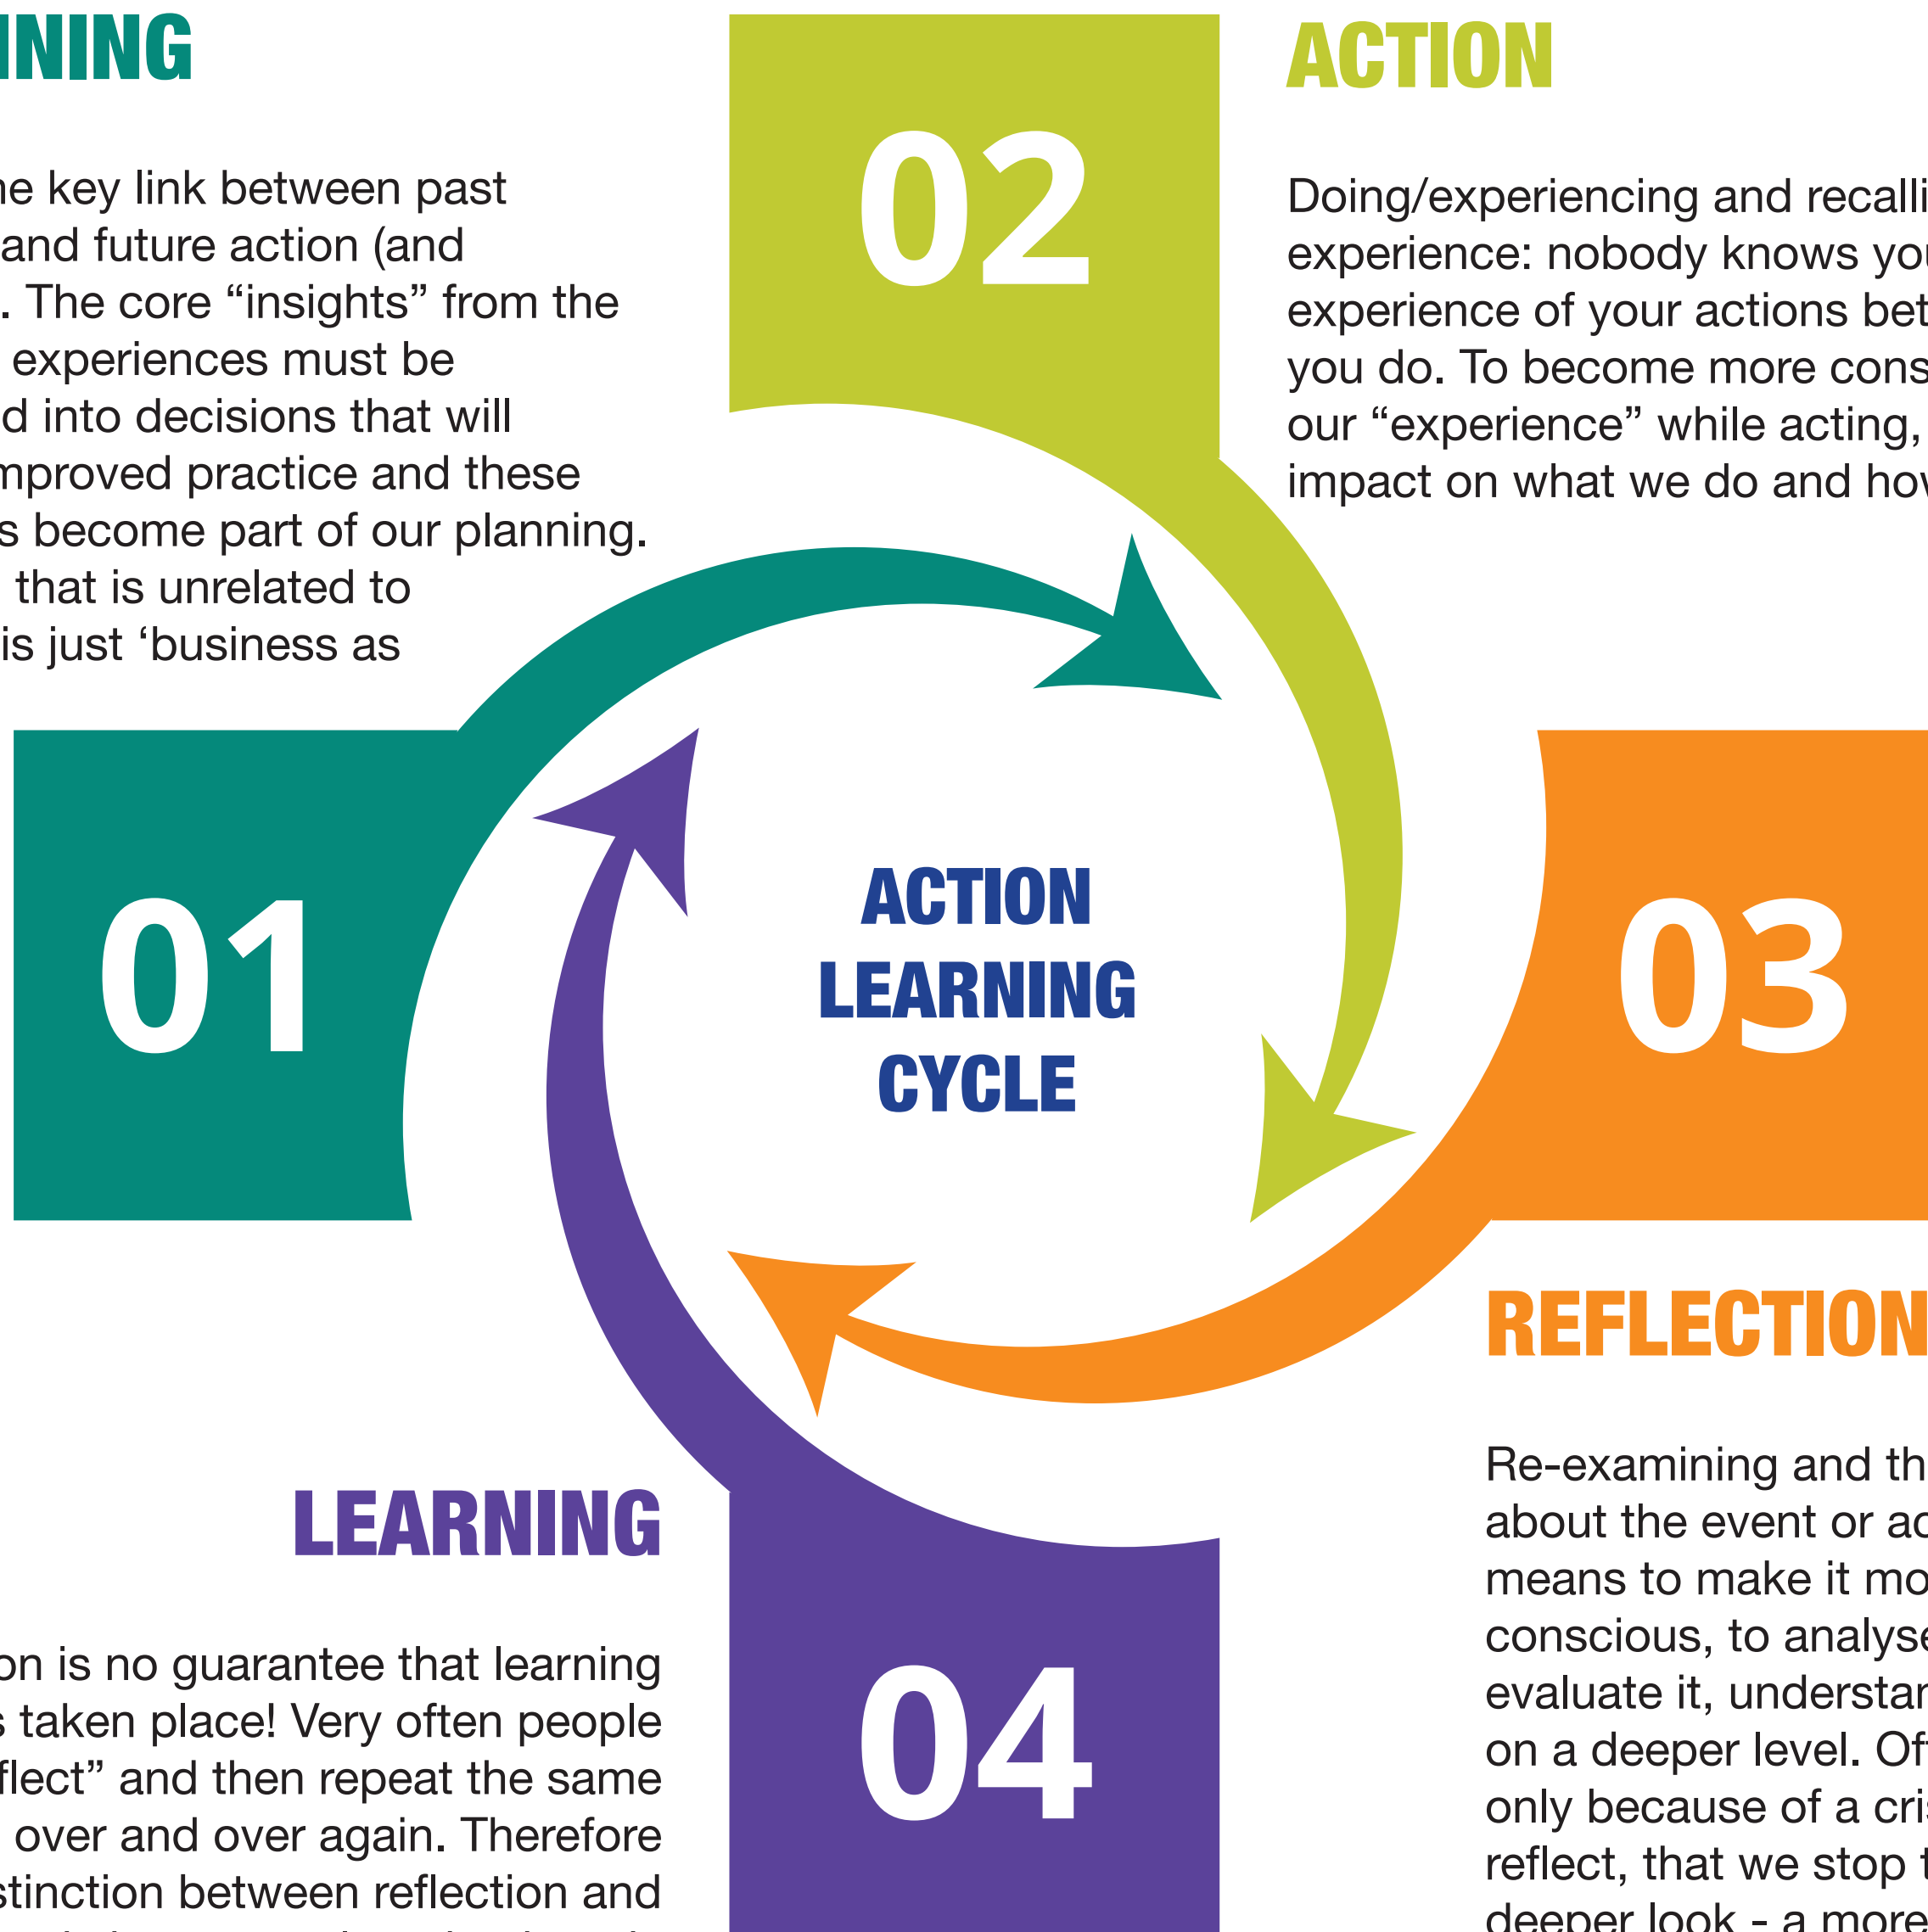 NNING
he key link between past
and future action (and
. The core “insights” from the
experiences must be
d into decisions that will
mproved practice and these
s become part of our planning.
that is unrelated to
is just ‘business as
01
02
ACTION
Doing/experiencing and recalli
experience: nobody knows you
experience of your actions bet
you do. To become more cons
our “experience” while acting,
impact on what we do and how
ACTION
LEARNING
CYCLE
03
REFLECTION
Re-examining and th
about the event or ac
means to make it mo
conscious, to analyse
evaluate it, understan
on a deeper level. Oft
only because of a cris
reflect, that we stop t
deeper look - a more
LEARNING
on is no guarantee that learning
s taken place! Very often people
flect” and then repeat the same
over and over again. Therefore
stinction between reflection and
04